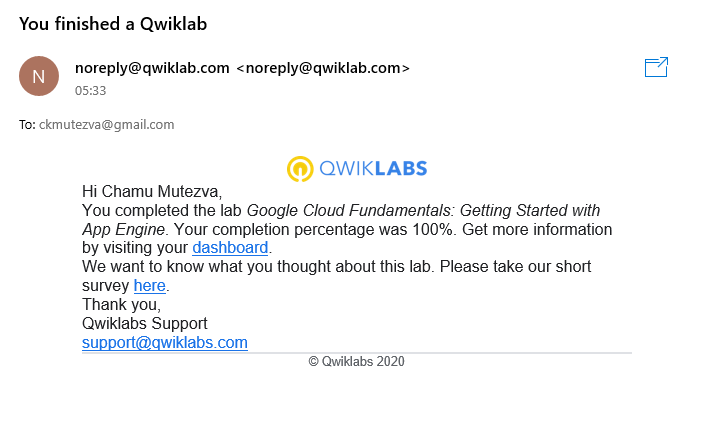 You finished a Qwiklab
N
noreply@qwiklab.com <noreply@qwiklab.com>
05:33
To: ckmutezva@gmail.com
QWIKLABS
Hi Chamu Mutezva,
You completed the lab Google Cloud Fundamentals: Getting Started with
App Engine. Your completion percentage was 100%. Get more information
by visiting your dashboard.
We want to know what you thought about this lab. Please take our short
survey here.
Thank you,
Qwiklabs Support
support@qwiklabs.com
© Qwiklabs 2020